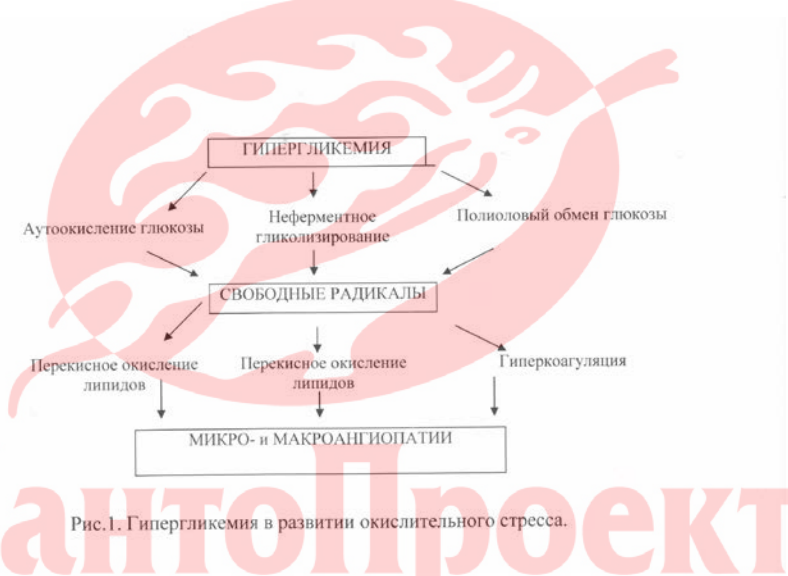 ГИПЕРГЛИКЕМИЯ
Аутоокисление глюкозы
Неферментное
гликолизирование
Полиоловый обмен глюкозы
СВОБОДНЫЕ РАДИКАЛЫ
Перекисное окисление
липидов
Перекисное окисление
липидов
Гиперкоагуляция
МИКРО- и МАКРОАНГИОПАТИИ
Рис.1. Гипергликемия в развитии окислительного стресса.
антоПроект